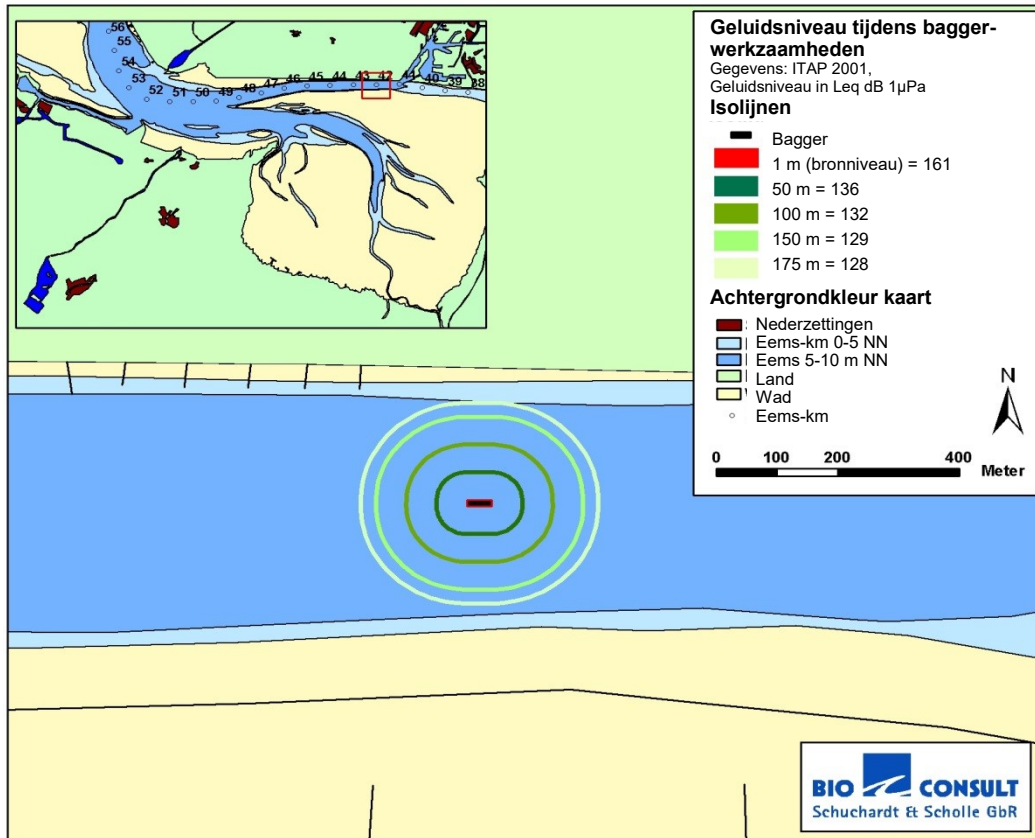 56
55
54
53
52
51
50
49
48
47
46
45
44
43
42
41
40
39
38
Geluidsniveau tijdens bagger-
werkzaamheden
Gegevens: ITAP 2001,
Geluidsniveau in Leq dB 1µPa
Isolijnen
Bagger
1 m (bronniveau) = 161
50 m = 136
100 m = 132
150 m = 129
175 m = 128
Achtergrondkleur kaart
Nederzettingen
Eems-km 0-5 NN
Eems 5-10 m NN
Land
Wad
Eems-km
N
0 100 200 400
Meter
BIO CONSULT
Schuchardt & Scholle GbR